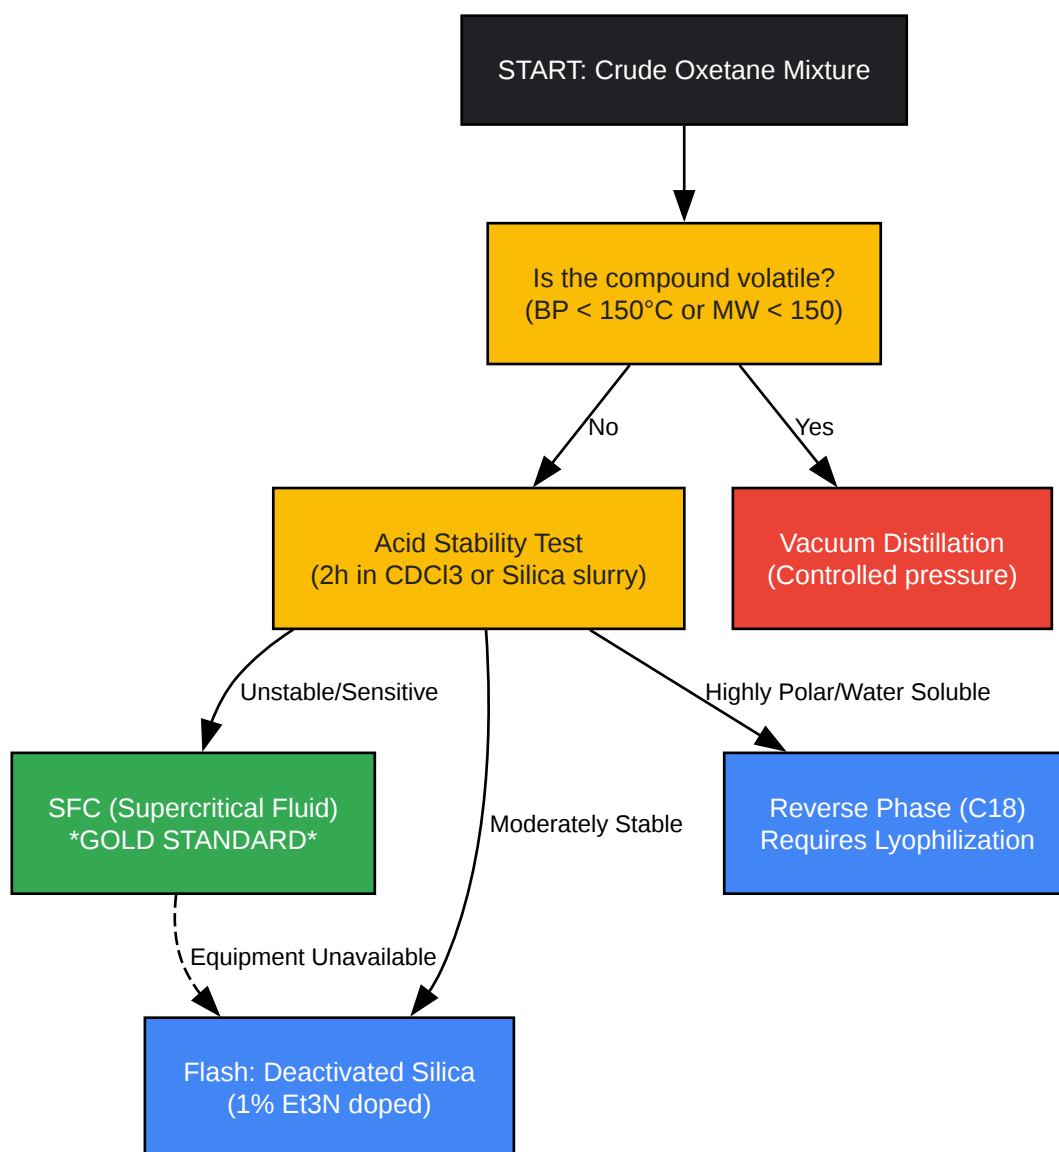 START: Crude Oxetane Mixture
Is the compound volatile?
(BP < 150°C or MW < 150)
No
Yes
Acid Stability Test
(2h in CDCl3 or Silica slurry)
Vacuum Distillation
(Controlled pressure)
Unstable/Sensitive
Highly Polar/Water Soluble
SFC (Supercritical Fluid)
*GOLD STANDARD*
Moderately Stable
Reverse Phase (C18)
Requires Lyophilization
Equipment Unavailable
Flash: Deactivated Silica
(1% Et3N doped)